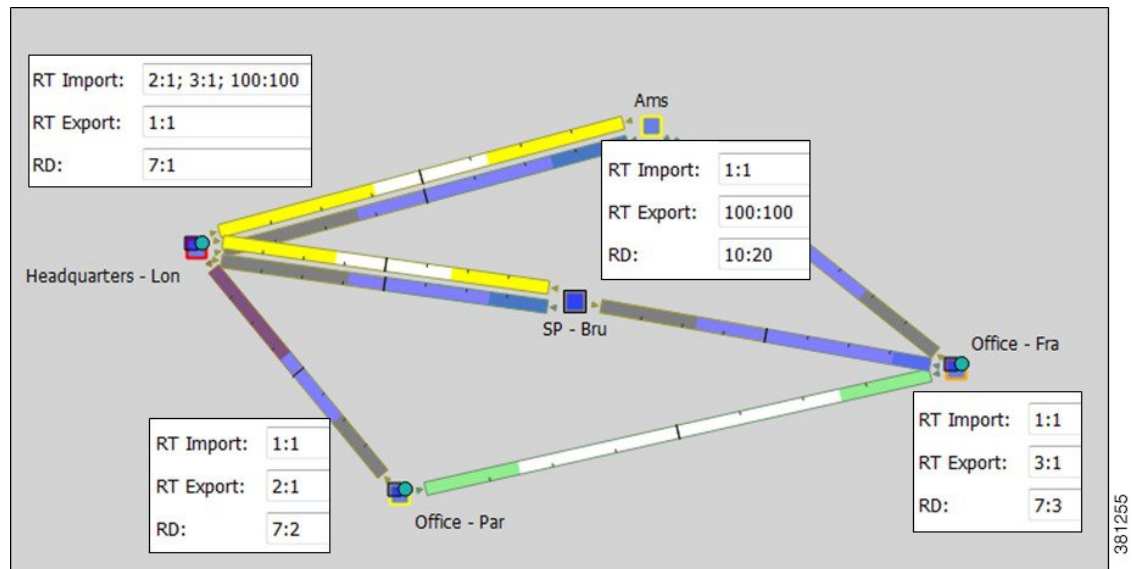 RT Import: 2:1; 3:1; 100:100
RT Export: 1:1
RD: 7:1
Ams
RT Import: 1:1
RT Export: 100:100
RD: 10:20
Headquarters - Lon
SP - Bru
Office - Fra
RT Import: 1:1
RT Export: 2:1
RD: 7:2
Office - Par
RT Import: 1:1
RT Export: 3:1
RD: 7:3
381255